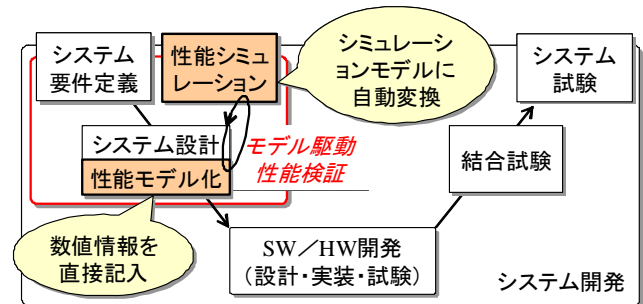 システム
要件定義
性能シミュ
レーション
シミュレーシ
ョンモデルに
自動変換
システム
試験
システム設計
性能モデル化
モデル駆動
性能検証
結合試験
数値情報を
直接記入
SW／HW開発
（設計・実装・試験）
システム開発